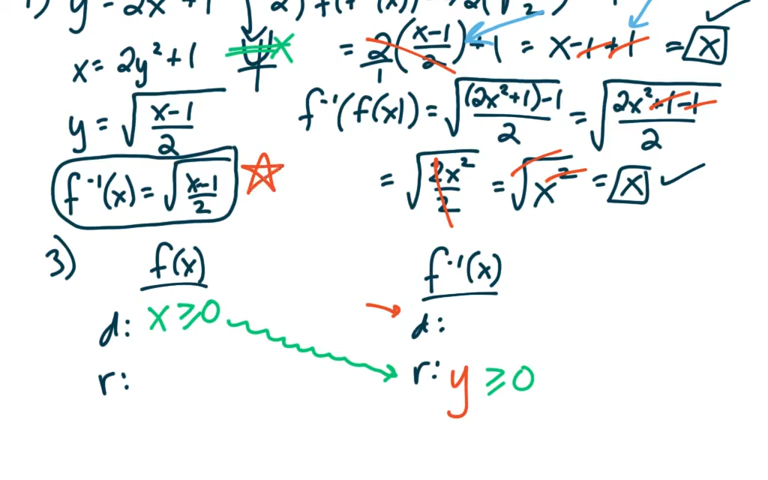 y = 2x² + 1
x = 2y² + 1
y = √((x-1)/2)
f⁻¹(x) = √((x-1)/2)
= 2((x-1)/2) + 1 = x - 1 + 1 = x
f⁻¹(f(x)) = √(((2x²+1)-1)/2) = √((2x²+1-1)/2)
= √(2x²/2) = √x² = x ✓
3) f(x) f⁻¹(x)
d: x ≥ 0 d:
r: r: y ≥ 0